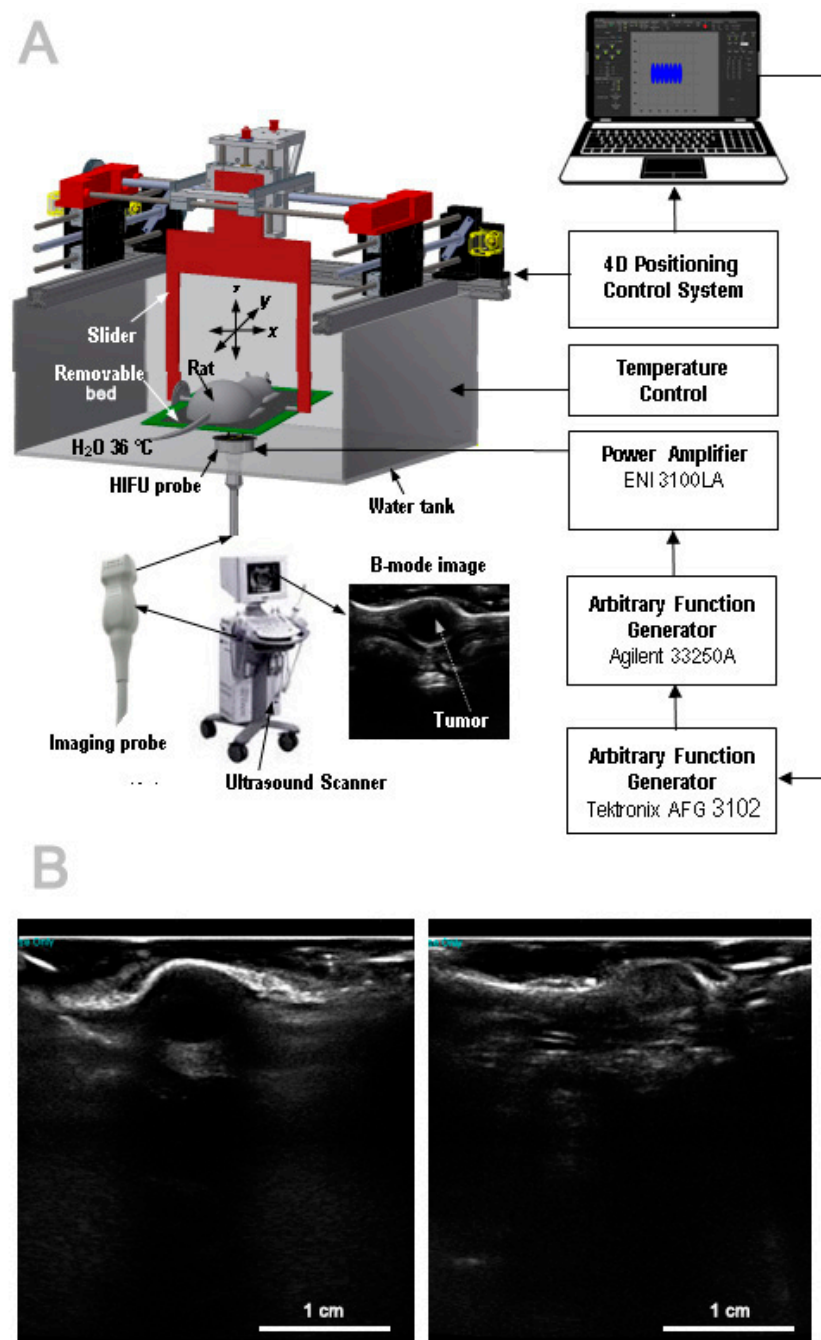 A
4D Positioning
Control System
z
y
x
Slider
Removable
bed
Rat
Temperature
Control
H₂O 36 °C
HIFU probe
Water tank
Power Amplifier
ENI 3100LA
B-mode image
Tumor
Imaging probe
Ultrasound Scanner
Arbitrary Function
Generator
Agilent 33250A
Arbitrary Function
Generator
Tektronix AFG 3102
B
Only
Only
1 cm
1 cm